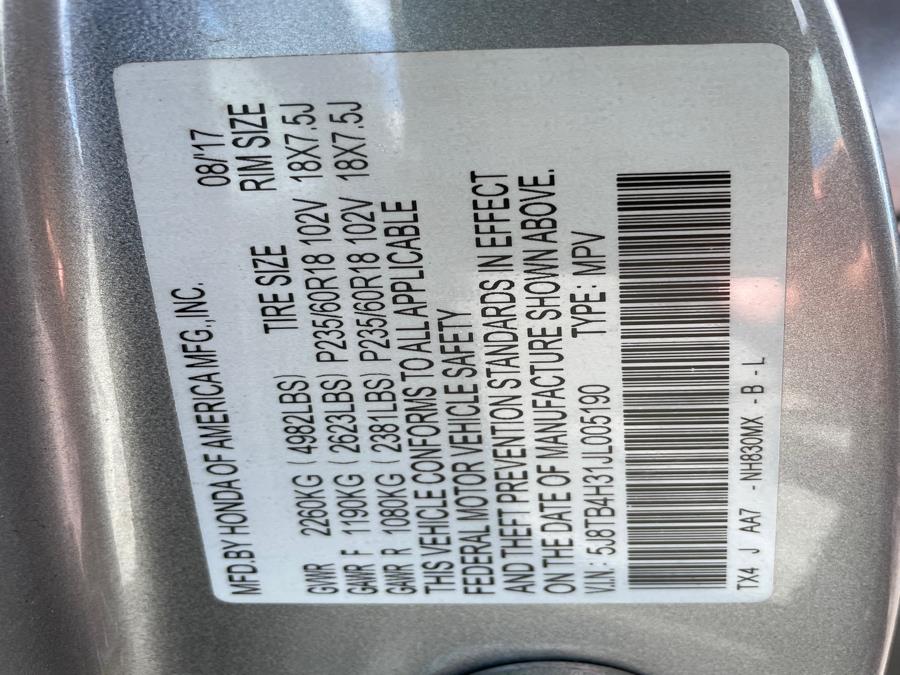 MFD. BY HONDA OF AMERICA MFG., INC. 08/17
TIRE SIZE RIM SIZE
GVWR 2260KG ( 4982LBS)
GAWR F 1190KG ( 2623LBS) P235/60R18 102V 18X7.5J
GAWR R 1080KG ( 2381LBS) P235/60R18 102V 18X7.5J
THIS VEHICLE CONFORMS TO ALL APPLICABLE
FEDERAL MOTOR VEHICLE SAFETY
AND THEFT PREVENTION STANDARDS IN EFFECT
ON THE DATE OF MANUFACTURE SHOWN ABOVE.
V.I.N : 5J8TB4H31JL005190 TYPE : MPV
TX4 J AA7 - NH830MX - B - L